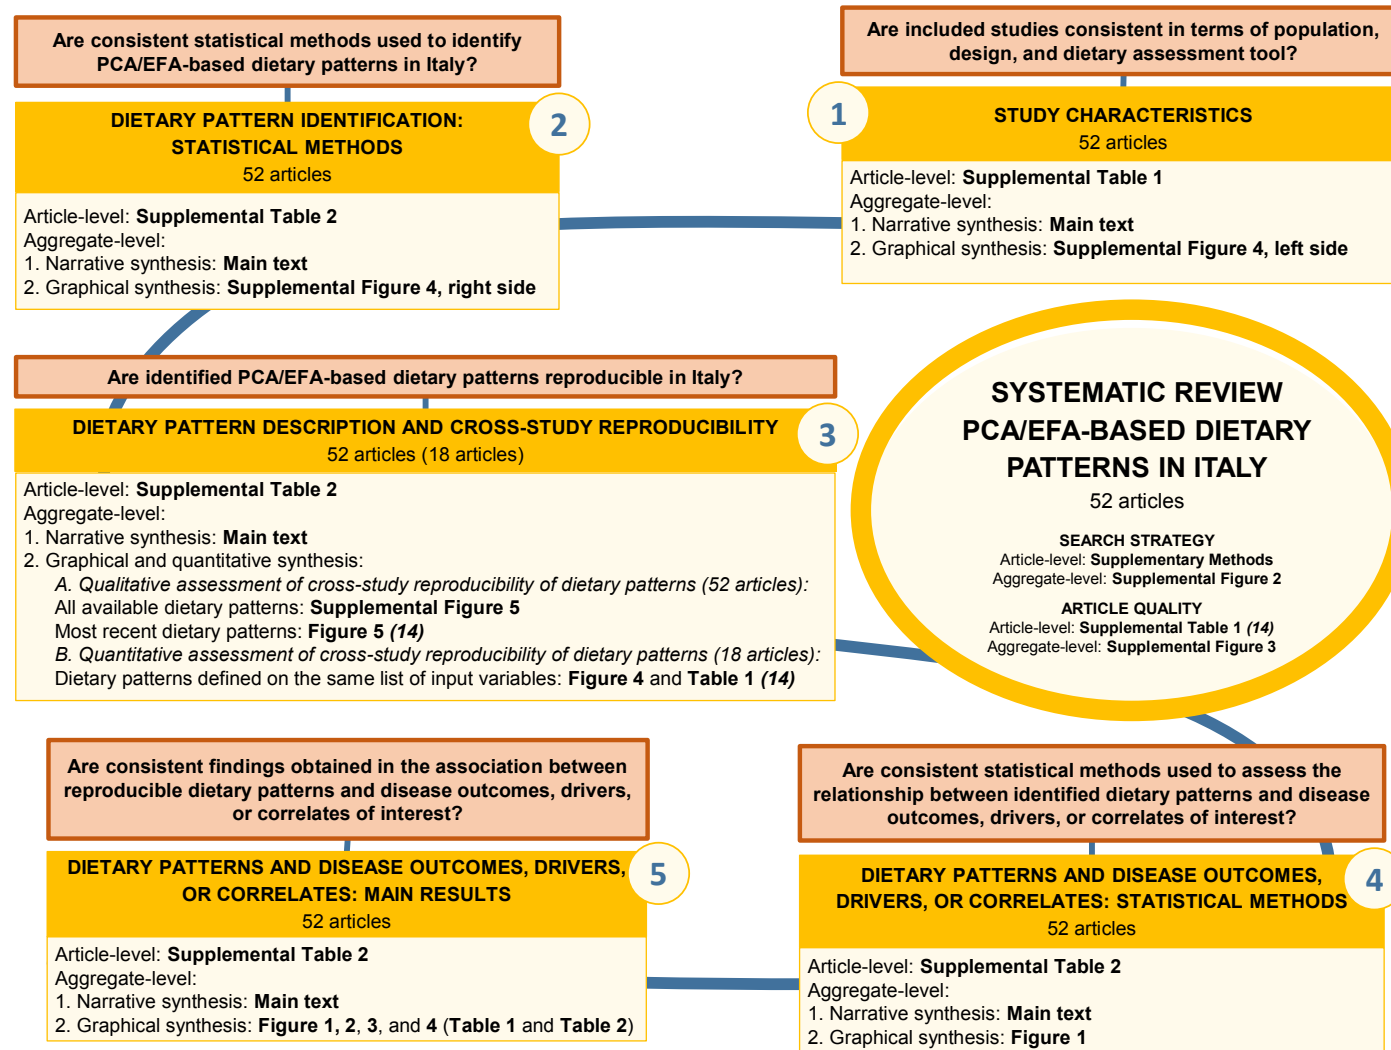 Are included studies consistent in terms of population,
design, and dietary assessment tool?
1
STUDY CHARACTERISTICS
52 articles
Article-level: Supplemental Table 1
Aggregate-level:
1. Narrative synthesis: Main text
2. Graphical synthesis: Supplemental Figure 4, left side
Are consistent statistical methods used to identify
PCA/EFA-based dietary patterns in Italy?
2
DIETARY PATTERN IDENTIFICATION:
STATISTICAL METHODS
52 articles
Article-level: Supplemental Table 2
Aggregate-level:
1. Narrative synthesis: Main text
2. Graphical synthesis: Supplemental Figure 4, right side
Are identified PCA/EFA-based dietary patterns reproducible in Italy?
3
DIETARY PATTERN DESCRIPTION AND CROSS-STUDY REPRODUCIBILITY
52 articles (18 articles)
Article-level: Supplemental Table 2
Aggregate-level:
1. Narrative synthesis: Main text
2. Graphical and quantitative synthesis:
A. Qualitative assessment of cross-study reproducibility of dietary patterns (52 articles):
All available dietary patterns: Supplemental Figure 5
Most recent dietary patterns: Figure 5 (14)
B. Quantitative assessment of cross-study reproducibility of dietary patterns (18 articles):
Dietary patterns defined on the same list of input variables: Figure 4 and Table 1 (14)
SYSTEMATIC REVIEW
PCA/EFA-BASED DIETARY
PATTERNS IN ITALY
52 articles
SEARCH STRATEGY
Article-level: Supplementary Methods
Aggregate-level: Supplemental Figure 2
ARTICLE QUALITY
Article-level: Supplemental Table 1 (14)
Aggregate-level: Supplemental Figure 3
Are consistent statistical methods used to assess the
relationship between identified dietary patterns and disease
outcomes, drivers, or correlates of interest?
4
DIETARY PATTERNS AND DISEASE OUTCOMES,
DRIVERS, OR CORRELATES: STATISTICAL METHODS
52 articles
Article-level: Supplemental Table 2
Aggregate-level:
1. Narrative synthesis: Main text
2. Graphical synthesis: Figure 1
Are consistent findings obtained in the association between
reproducible dietary patterns and disease outcomes, drivers,
or correlates of interest?
5
DIETARY PATTERNS AND DISEASE OUTCOMES, DRIVERS,
OR CORRELATES: MAIN RESULTS
52 articles
Article-level: Supplemental Table 2
Aggregate-level:
1. Narrative synthesis: Main text
2. Graphical synthesis: Figure 1, 2, 3, and 4 (Table 1 and Table 2)